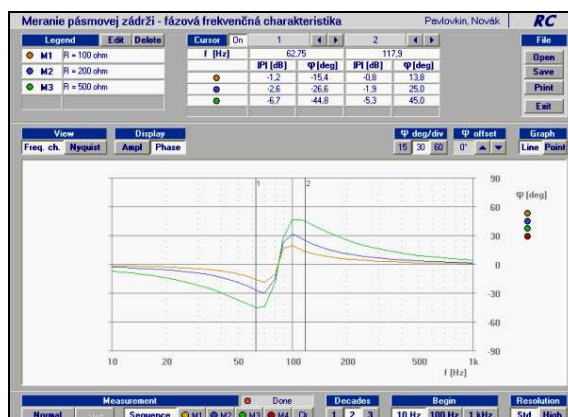 Meranie pásmovej zádrži - fázová frekvenčná charakteristika Pavlovkin, Novák RC
Legend Edit Delete Cursor On 1 2 File
M1 R = 100 ohm f [Hz] 62,75 117,9 Open
M2 R = 200 ohm |P| [dB] φ [deg] |P| [dB] φ [deg] Save
M3 R = 500 ohm -1,2 -15,4 -0,8 13,8 Print
-2,6 -26,6 -1,9 25,0
-6,7 -44,8 -5,3 45,0 Exit
View Display φ deg/div φ offset Graph
Freq. ch. Nyquist Ampl Phase 15 30 60 0° Line Point
90
φ [deg]
1 2
60
30
0
-30
-60
-90
10 20 50 100 200 500 1k
f [Hz]
Measurement Done Decades Begin Resolution
Normal Sequence M1 M2 M3 M4 Ok 1 2 3 10 Hz 100 Hz 1 kHz Std High